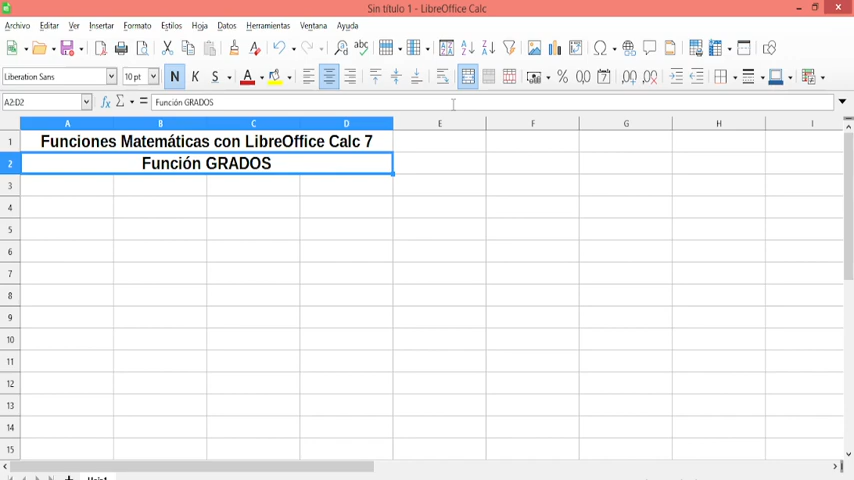 Sin título 1 - LibreOffice Calc
Archivo Editar Ver Insertar Formato Estilos Hoja Datos Herramientas Ventana Ayuda
Liberation Sans 10 pt N K S
A2:D2 Función GRADOS
A B C D E F G H I
1 Funciones Matemáticas con LibreOffice Calc 7
2 Función GRADOS
3
4
5
6
7
8
9
10
11
12
13
14
15
Hoja1